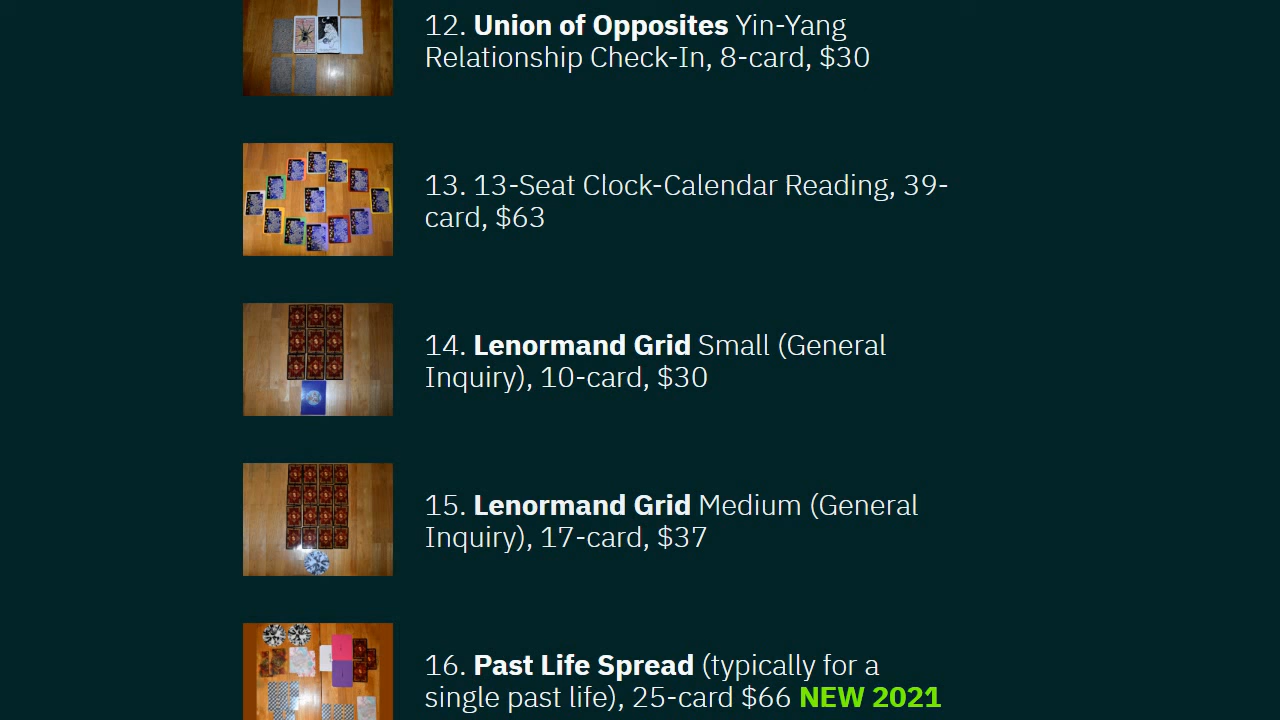 12. Union of Opposites Yin-Yang
Relationship Check-In, 8-card, $30
13. 13-Seat Clock-Calendar Reading, 39-
card, $63
14. Lenormand Grid Small (General
Inquiry), 10-card, $30
15. Lenormand Grid Medium (General
Inquiry), 17-card, $37
16. Past Life Spread (typically for a
single past life), 25-card $66 NEW 2021